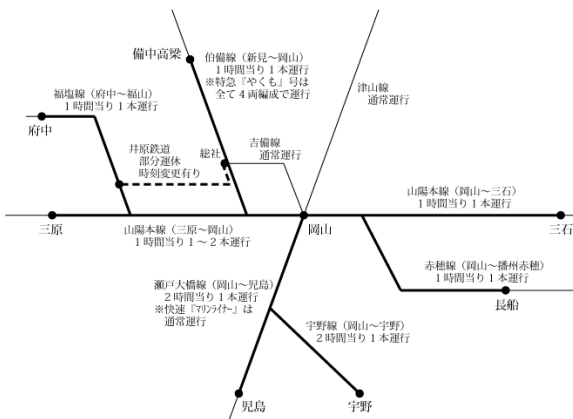 備中高梁
伯備線（新見～岡山）
1時間当り1本運行
※特急『やくも』号は
全て4両編成で運行
津山線
通常運行
福塩線（府中～福山）
1時間当り1本運行
府中
井原鉄道
部分運休
時刻変更有り
総社
吉備線
通常運行
山陽本線（岡山～三石）
1時間当り1本運行
三原
山陽本線（三原～岡山）
1時間当り1～2本運行
岡山
三石
瀬戸大橋線（岡山～児島）
2時間当り1本運行
※快速『マリンライナー』は
通常運行
赤穂線（岡山～播州赤穂）
1時間当り1本運行
長船
宇野線（岡山～宇野）
2時間当り1本運行
児島
宇野